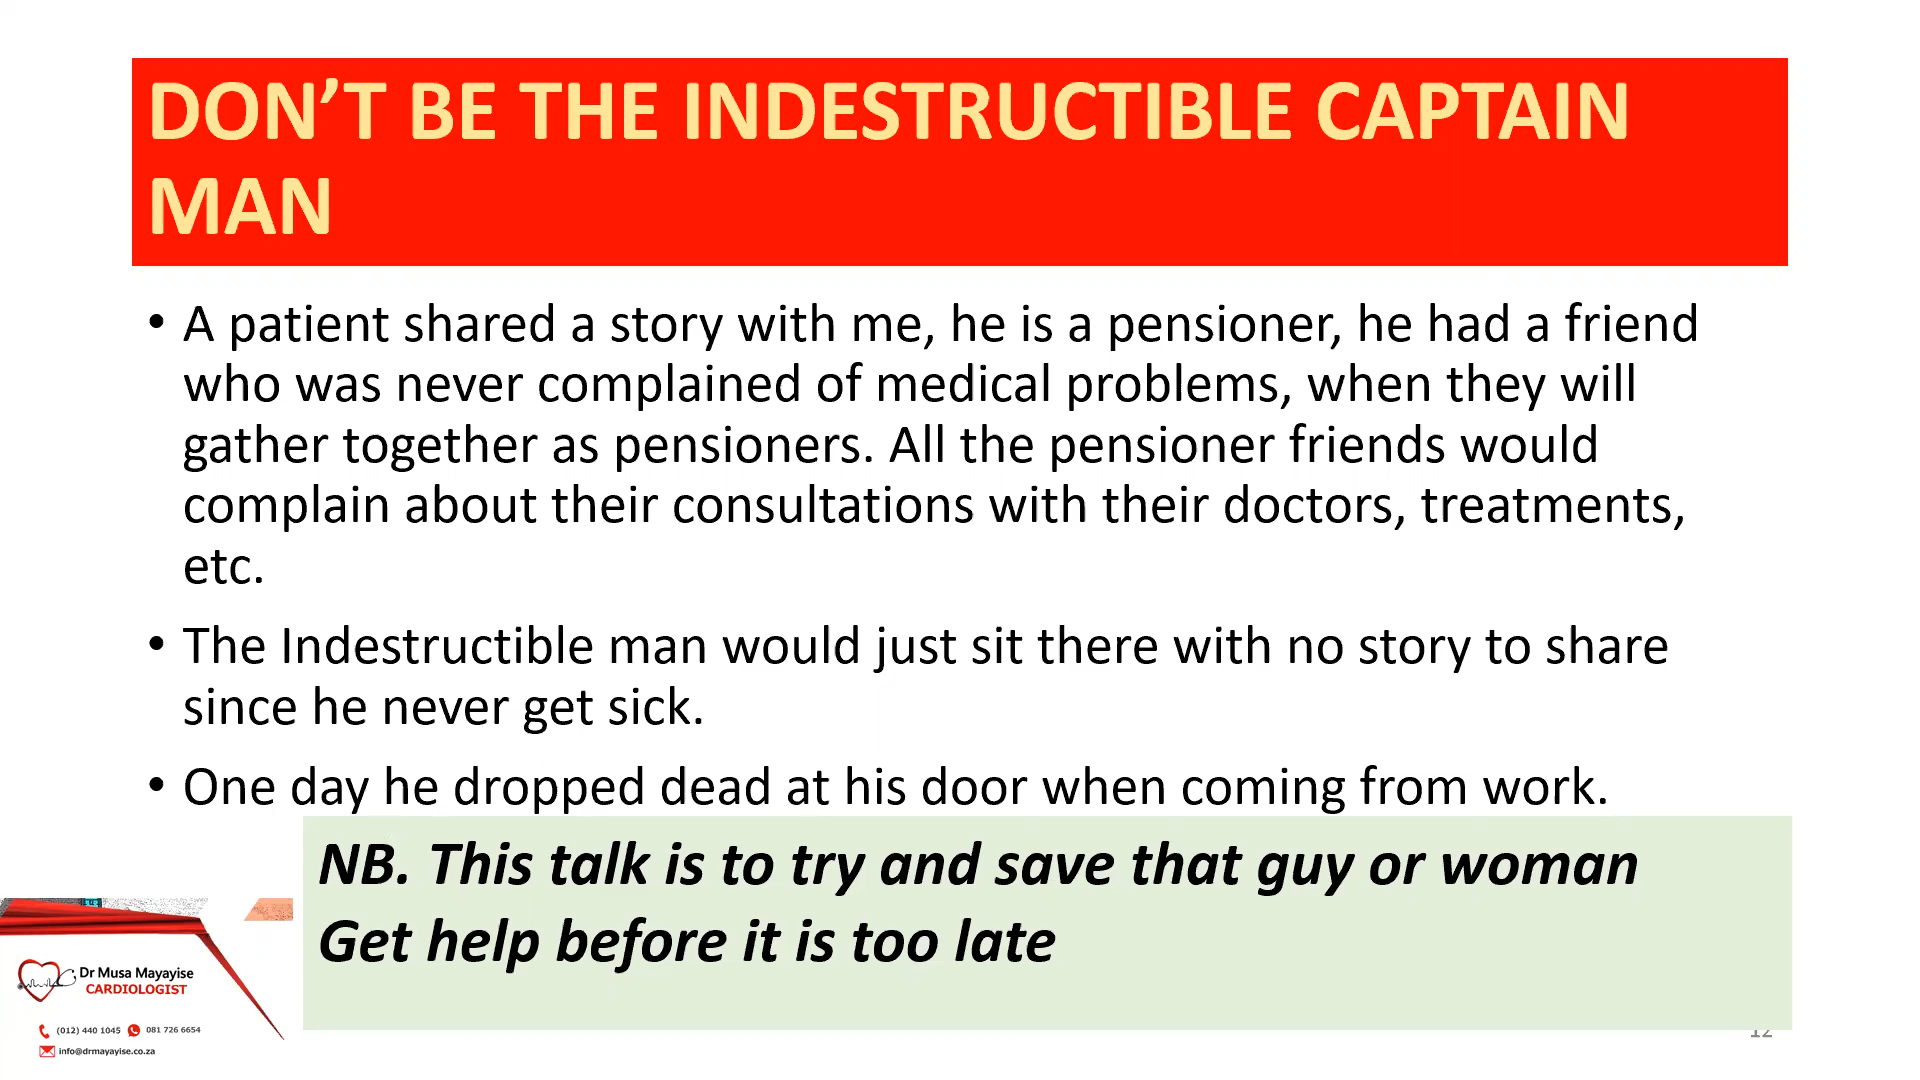 DON’T BE THE INDESTRUCTIBLE CAPTAIN
MAN
• A patient shared a story with me, he is a pensioner, he had a friend
who was never complained of medical problems, when they will
gather together as pensioners. All the pensioner friends would
complain about their consultations with their doctors, treatments,
etc.
• The Indestructible man would just sit there with no story to share
since he never get sick.
• One day he dropped dead at his door when coming from work.
NB. This talk is to try and save that guy or woman
Get help before it is too late
Dr Musa Mayayise
CARDIOLOGIST
(012) 440 1045 081 726 6654
info@drmayayise.co.za
12